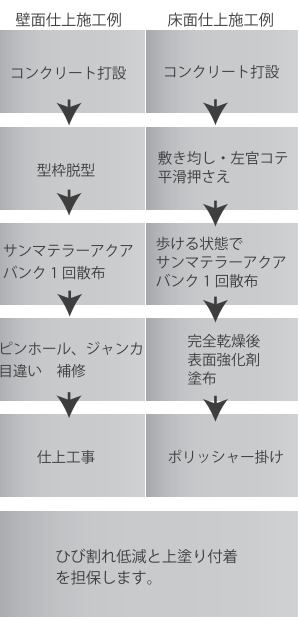 壁面仕上施工例
床面仕上施工例
コンクリート打設
コンクリート打設
型枠脱型
敷き均し・左官コテ
平滑押さえ
サンマテラーアクア
バンク1回散布
歩ける状態で
サンマテラーアクア
バンク1回散布
ピンホール、ジャンカ
目違い　補修
完全乾燥後
表面強化剤
塗布
仕上工事
ポリッシャー掛け
ひび割れ低減と上塗り付着
を担保します。